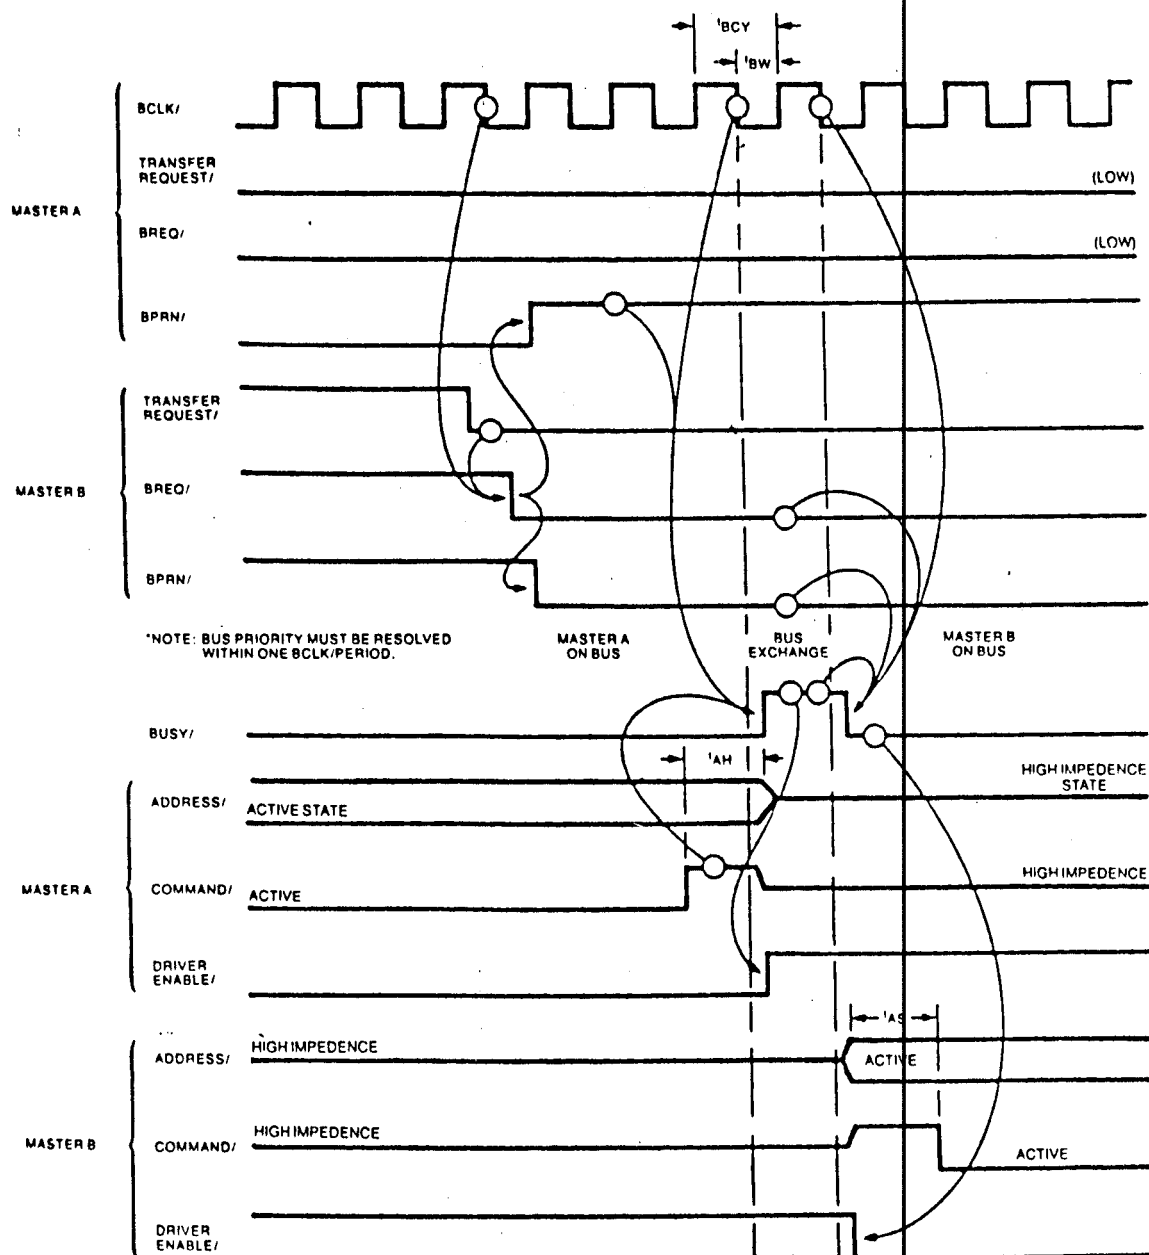 tBCY
tBW
BCLK/
TRANSFER
REQUEST/
(LOW)
MASTER A
BREQ/
(LOW)
BPRN/
TRANSFER
REQUEST/
MASTER B
BREQ/
BPRN/
*NOTE: BUS PRIORITY MUST BE RESOLVED
WITHIN ONE BCLK/PERIOD.
MASTER A
ON BUS
BUS
EXCHANGE
MASTER B
ON BUS
BUSY/
tAH
HIGH IMPEDENCE
STATE
ADDRESS/
ACTIVE STATE
MASTER A
COMMAND/
ACTIVE
HIGH IMPEDENCE
DRIVER
ENABLE/
tAS
HIGH IMPEDENCE
ADDRESS/
ACTIVE
HIGH IMPEDENCE
MASTER B
COMMAND/
ACTIVE
DRIVER
ENABLE/